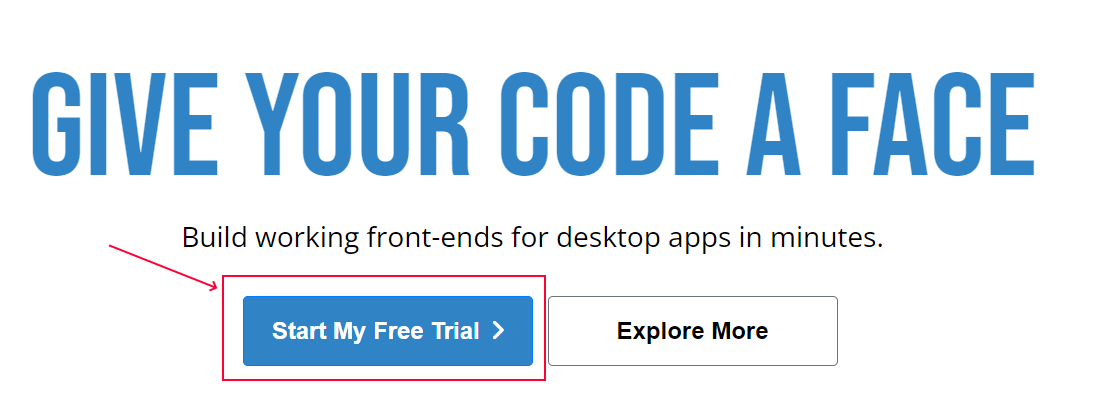 GIVE YOUR CODE A FACE
Build working front-ends for desktop apps in minutes.
Start My Free Trial
Explore More